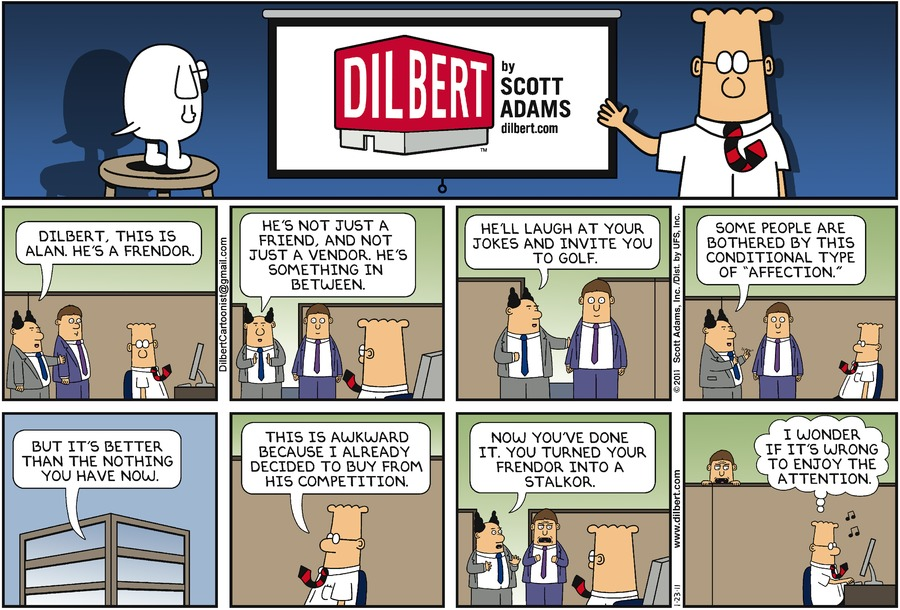 DILBERT
by
SCOTT
ADAMS
dilbert.com
TM
DILBERT, THIS IS
ALAN. HE'S A FRENDOR.
DilbertCartoonist@gmail.com
HE'S NOT JUST A
FRIEND, AND NOT
JUST A VENDOR. HE'S
SOMETHING IN
BETWEEN.
HE'LL LAUGH AT YOUR
JOKES AND INVITE YOU
TO GOLF.
© 2011 Scott Adams, Inc. /Dist. by UFS, Inc.
SOME PEOPLE ARE
BOTHERED BY THIS
CONDITIONAL TYPE
OF "AFFECTION."
BUT IT'S BETTER
THAN THE NOTHING
YOU HAVE NOW.
THIS IS AWKWARD
BECAUSE I ALREADY
DECIDED TO BUY FROM
HIS COMPETITION.
NOW YOU'VE DONE
IT. YOU TURNED YOUR
FRENDOR INTO A
STALKOR.
www.dilbert.com
1-23-11
I WONDER
IF IT'S WRONG
TO ENJOY THE
ATTENTION.